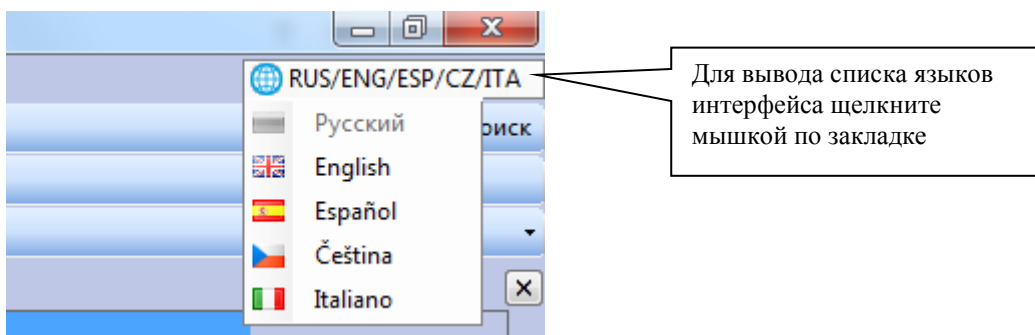 RUS/ENG/ESP/CZ/ITA
Русский
English
Español
Čeština
Italiano
оиск
Для вывода списка языков
интерфейса щелкните
мышкой по закладке